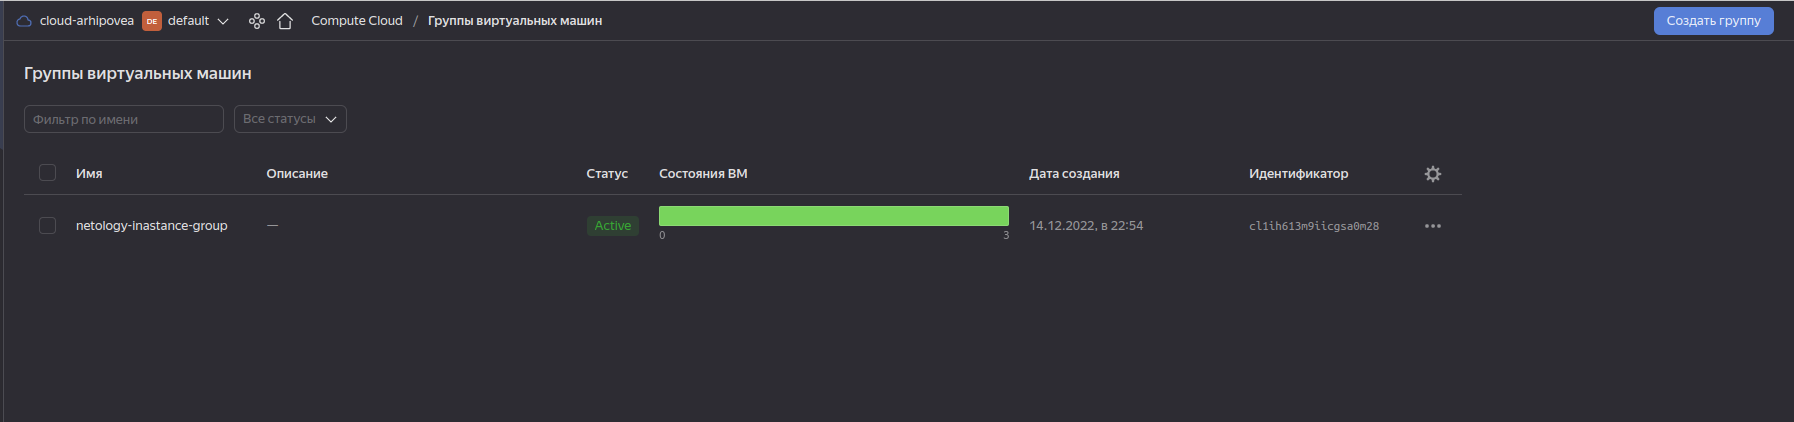 cloud-arhipovea DE default Compute Cloud / Группы виртуальных машин Создать группу
Группы виртуальных машин
Фильтр по имени Все статусы
Имя Описание Статус Состояния ВМ Дата создания Идентификатор
netology-inastance-group — Active 14.12.2022, в 22:54 cl1ih613m9iicgsa0m28
0 3